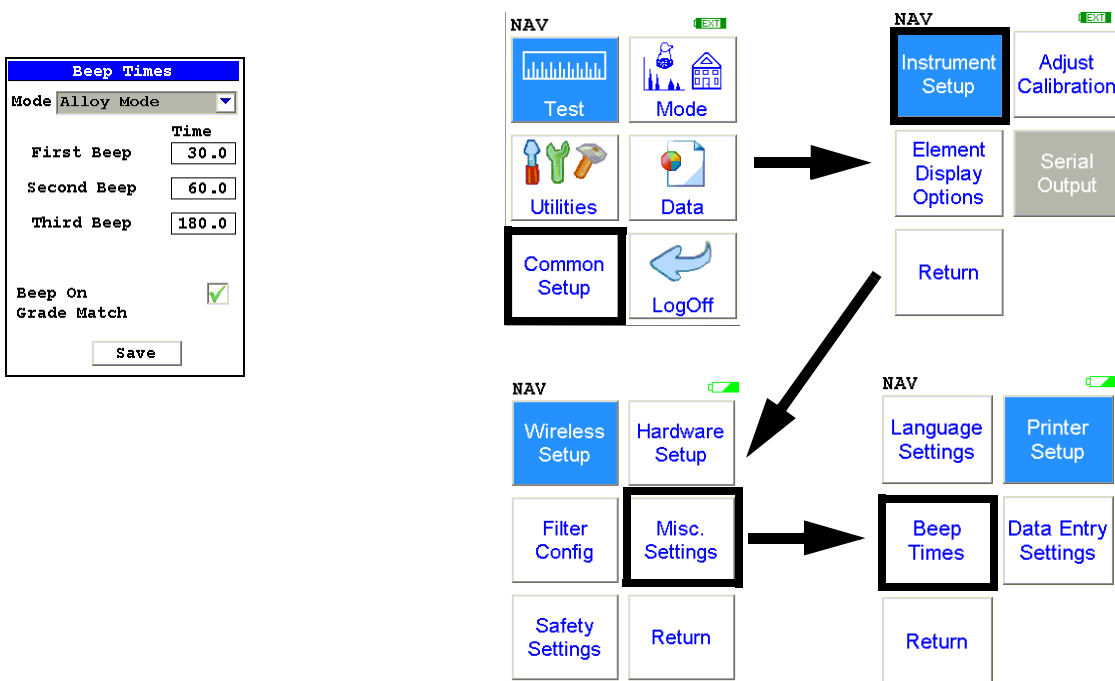 Beep Times
Mode Alloy Mode
Time
First Beep 30.0
Second Beep 60.0
Third Beep 180.0
Beep On
Grade Match
Save
NAV EXT
Test
Mode
Utilities
Data
Common
Setup
LogOff
NAV EXT
Instrument
Setup
Adjust
Calibration
Element
Display
Options
Serial
Output
Return
NAV
Wireless
Setup
Hardware
Setup
Filter
Config
Misc.
Settings
Safety
Settings
Return
NAV
Language
Settings
Printer
Setup
Beep
Times
Data Entry
Settings
Return